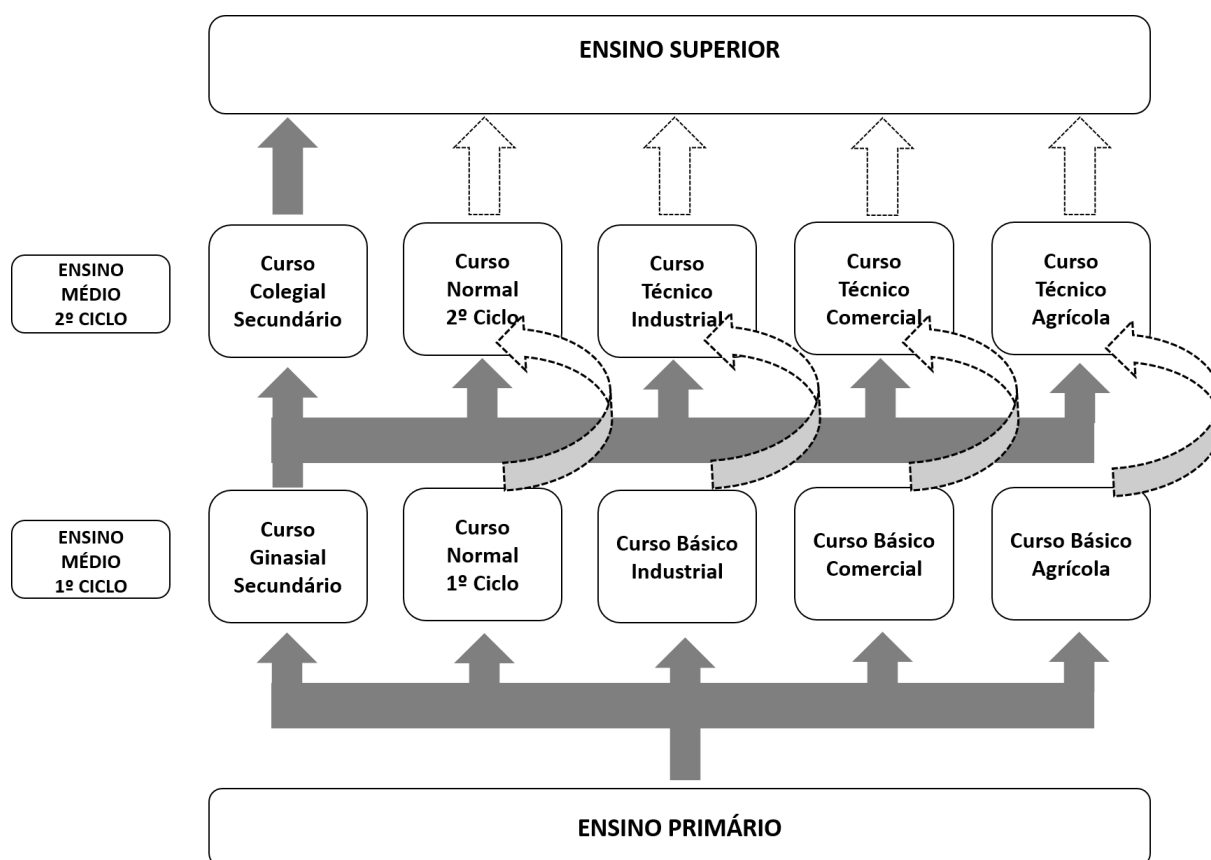 ENSINO SUPERIOR
ENSINO
MÉDIO
2º CICLO
Curso
Colegial
Secundário
Curso
Normal
2º Ciclo
Curso
Técnico
Industrial
Curso
Técnico
Comercial
Curso
Técnico
Agrícola
ENSINO
MÉDIO
1º CICLO
Curso
Ginasial
Secundário
Curso
Normal
1º Ciclo
Curso Básico
Industrial
Curso Básico
Comercial
Curso Básico
Agrícola
ENSINO PRIMÁRIO